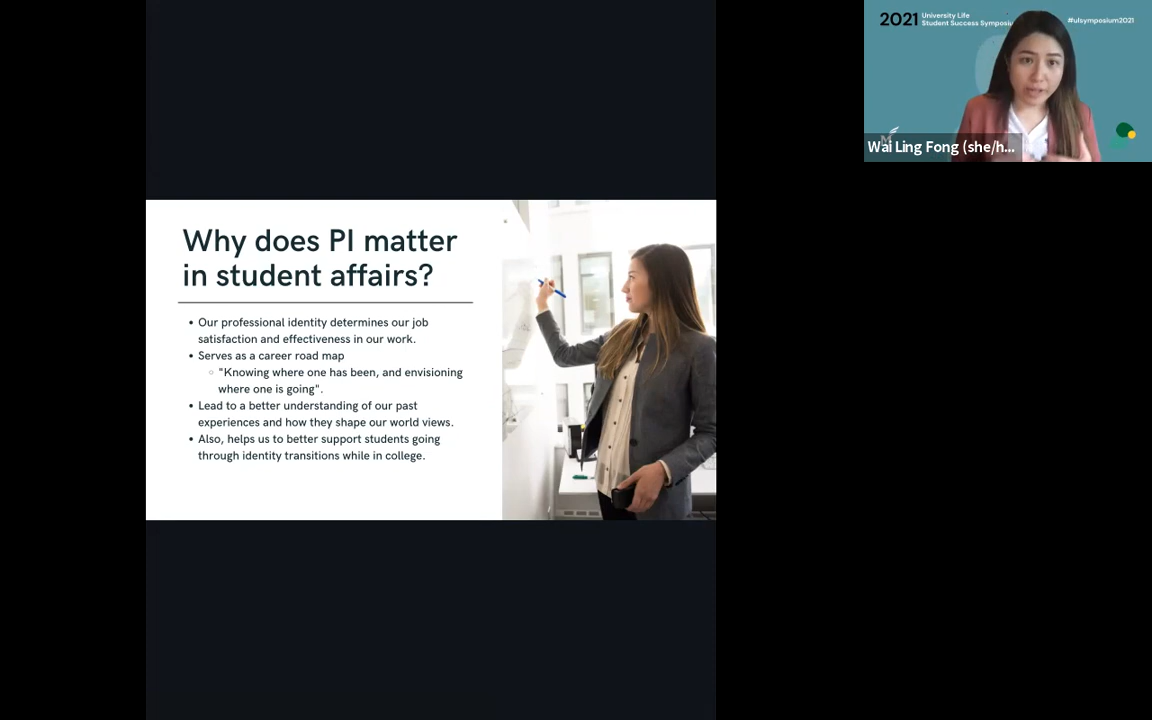 2021 University Life
Student Success Symposiu
#ulsymposium2021
Wai Ling Fong (she/h...
Why does PI matter
in student affairs?
• Our professional identity determines our job
satisfaction and effectiveness in our work.
• Serves as a career road map
○ "Knowing where one has been, and envisioning
where one is going".
• Lead to a better understanding of our past
experiences and how they shape our world views.
• Also, helps us to better support students going
through identity transitions while in college.